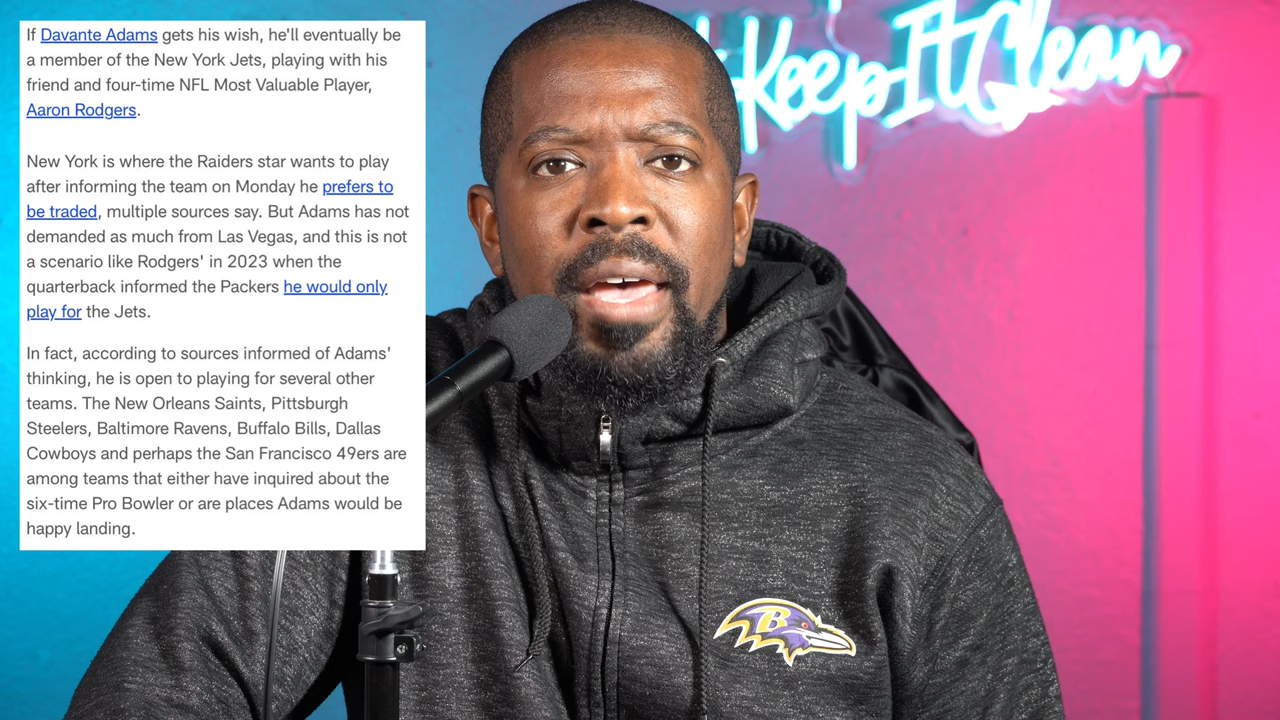 If Davante Adams gets his wish, he'll eventually be
a member of the New York Jets, playing with his
friend and four-time NFL Most Valuable Player,
Aaron Rodgers.
New York is where the Raiders star wants to play
after informing the team on Monday he prefers to
be traded, multiple sources say. But Adams has not
demanded as much from Las Vegas, and this is not
a scenario like Rodgers' in 2023 when the
quarterback informed the Packers he would only
play for the Jets.
In fact, according to sources informed of Adams'
thinking, he is open to playing for several other
teams. The New Orleans Saints, Pittsburgh
Steelers, Baltimore Ravens, Buffalo Bills, Dallas
Cowboys and perhaps the San Francisco 49ers are
among teams that either have inquired about the
six-time Pro Bowler or are places Adams would be
happy landing.
KeepItClean
B